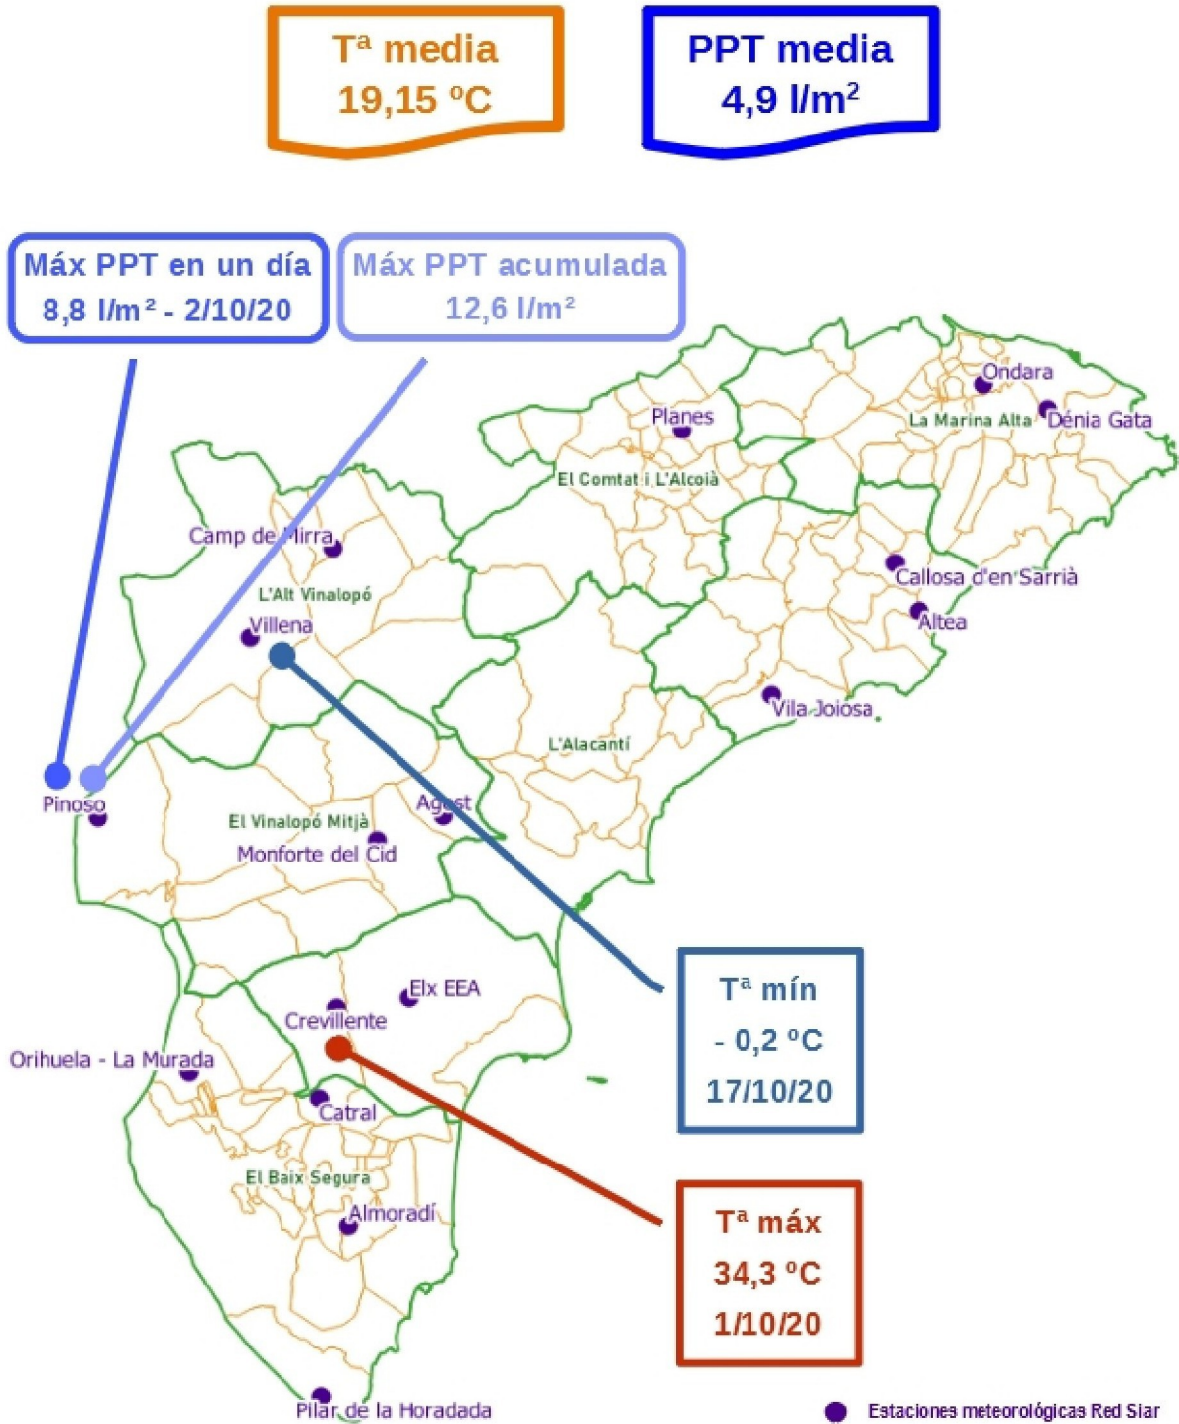 Tª media
19,15 ºC
PPT media
4,9 l/m²
Máx PPT en un día
8,8 l/m² - 2/10/20
Máx PPT acumulada
12,6 l/m²
Ondara
Planes
La Marina Alta
Dénia Gata
El Comtat i L'Alcoià
Camp de Mirra
Callosa d'en Sarrià
L'Alt Vinalopó
Villena
Altea
Vila Joiosa
L'Alacantí
Pinoso
Agost
El Vinalopó Mitjà
Monforte del Cid
Elx EEA
Crevillente
Tª mín
- 0,2 ºC
17/10/20
Orihuela - La Murada
Catral
El Baix Segura
Almoradí
Tª máx
34,3 ºC
1/10/20
Pilar de la Horadada
Estaciones meteorológicas Red Siar